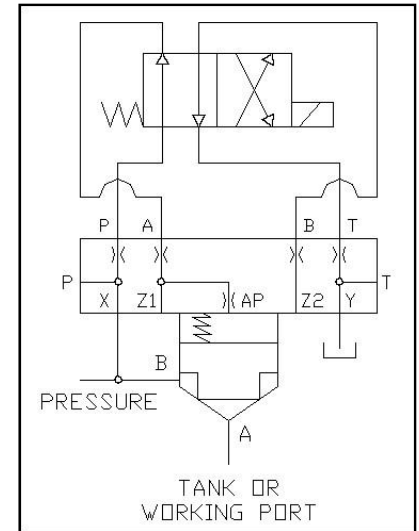 P A B T
P T
X Z1 AP Z2 Y
B
PRESSURE
A
TANK OR
WORKING PORT